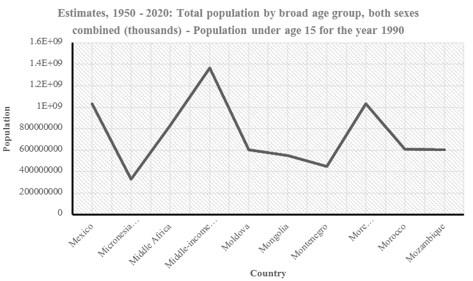 Estimates, 1950 - 2020: Total population by broad age group, both sexes
combined (thousands) - Population under age 15 for the year 1990
Population
1.6E+09
1.4E+09
1.2E+09
1E+09
800000000
600000000
400000000
200000000
0
Mexico
Micronesia…
Middle Africa
Middle-income…
Moldova
Mongolia
Montenegro
More…
Morocco
Mozambique
Country